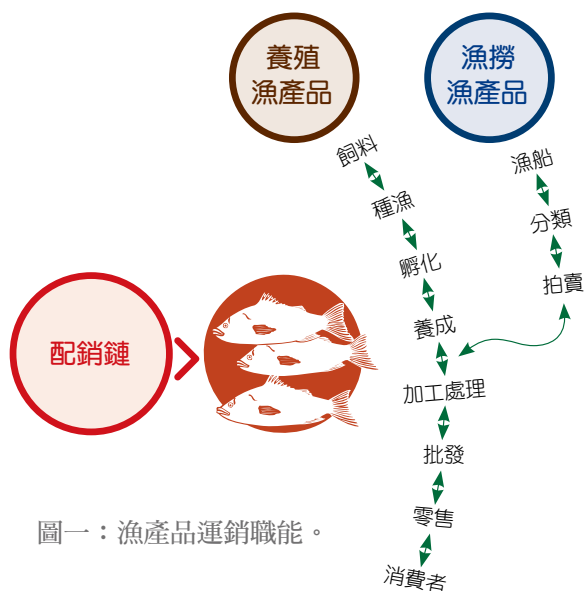 養殖
漁產品
漁撈
漁產品
飼料
種漁
孵化
養成
漁船
分類
拍賣
配銷鏈
加工處理
批發
零售
消費者
圖一：漁產品運銷職能。